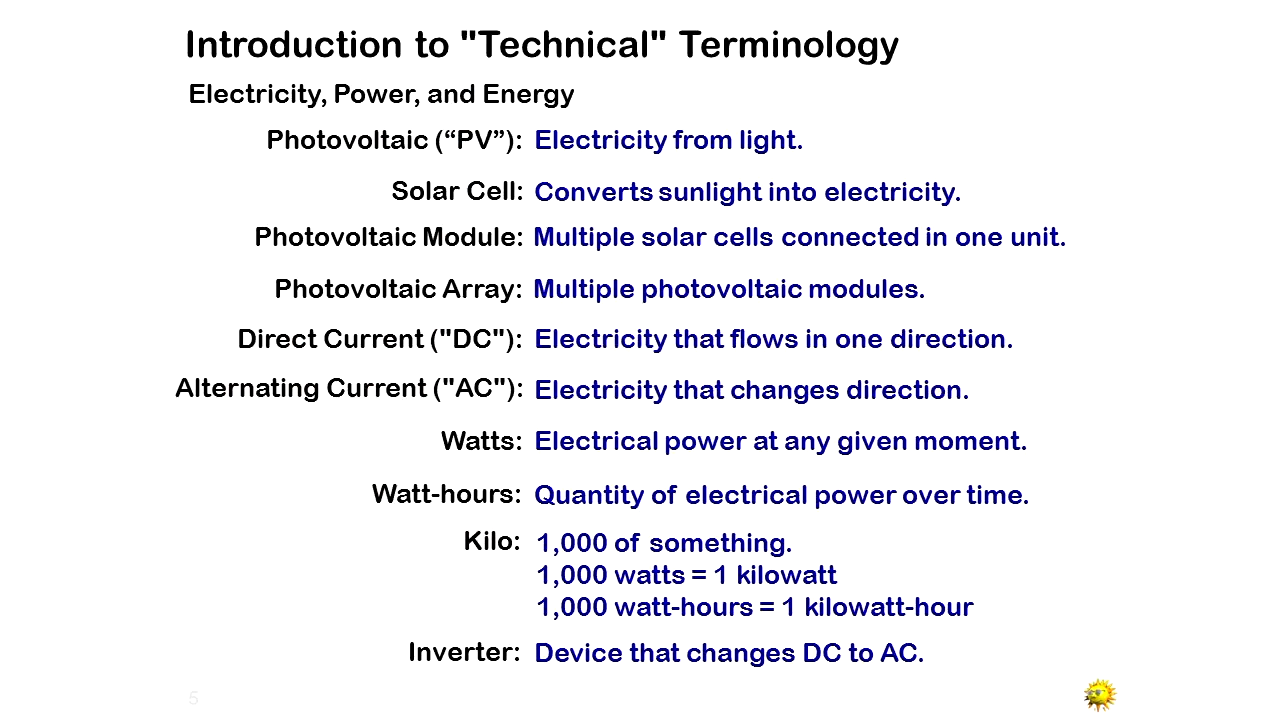 Introduction to "Technical" Terminology
Electricity, Power, and Energy
Photovoltaic (“PV”): Electricity from light.
Solar Cell: Converts sunlight into electricity.
Photovoltaic Module: Multiple solar cells connected in one unit.
Photovoltaic Array: Multiple photovoltaic modules.
Direct Current ("DC"): Electricity that flows in one direction.
Alternating Current ("AC"): Electricity that changes direction.
Watts: Electrical power at any given moment.
Watt-hours: Quantity of electrical power over time.
Kilo: 1,000 of something.
1,000 watts = 1 kilowatt
1,000 watt-hours = 1 kilowatt-hour
Inverter: Device that changes DC to AC.
5